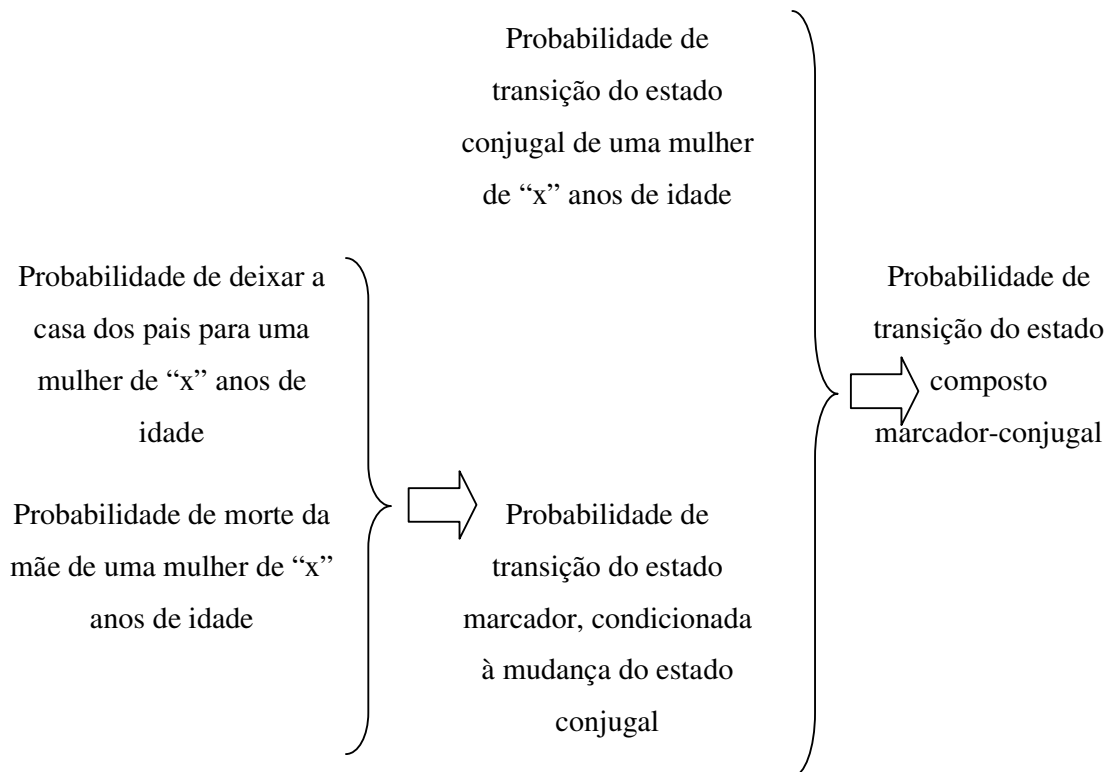 Probabilidade de
transição do estado
conjugal de uma mulher
de “x” anos de idade
Probabilidade de deixar a
casa dos pais para uma
mulher de “x” anos de
idade
Probabilidade de morte da
mãe de uma mulher de “x”
anos de idade
Probabilidade de
transição do estado
marcador, condicionada
à mudança do estado
conjugal
Probabilidade de
transição do estado
composto
marcador-conjugal